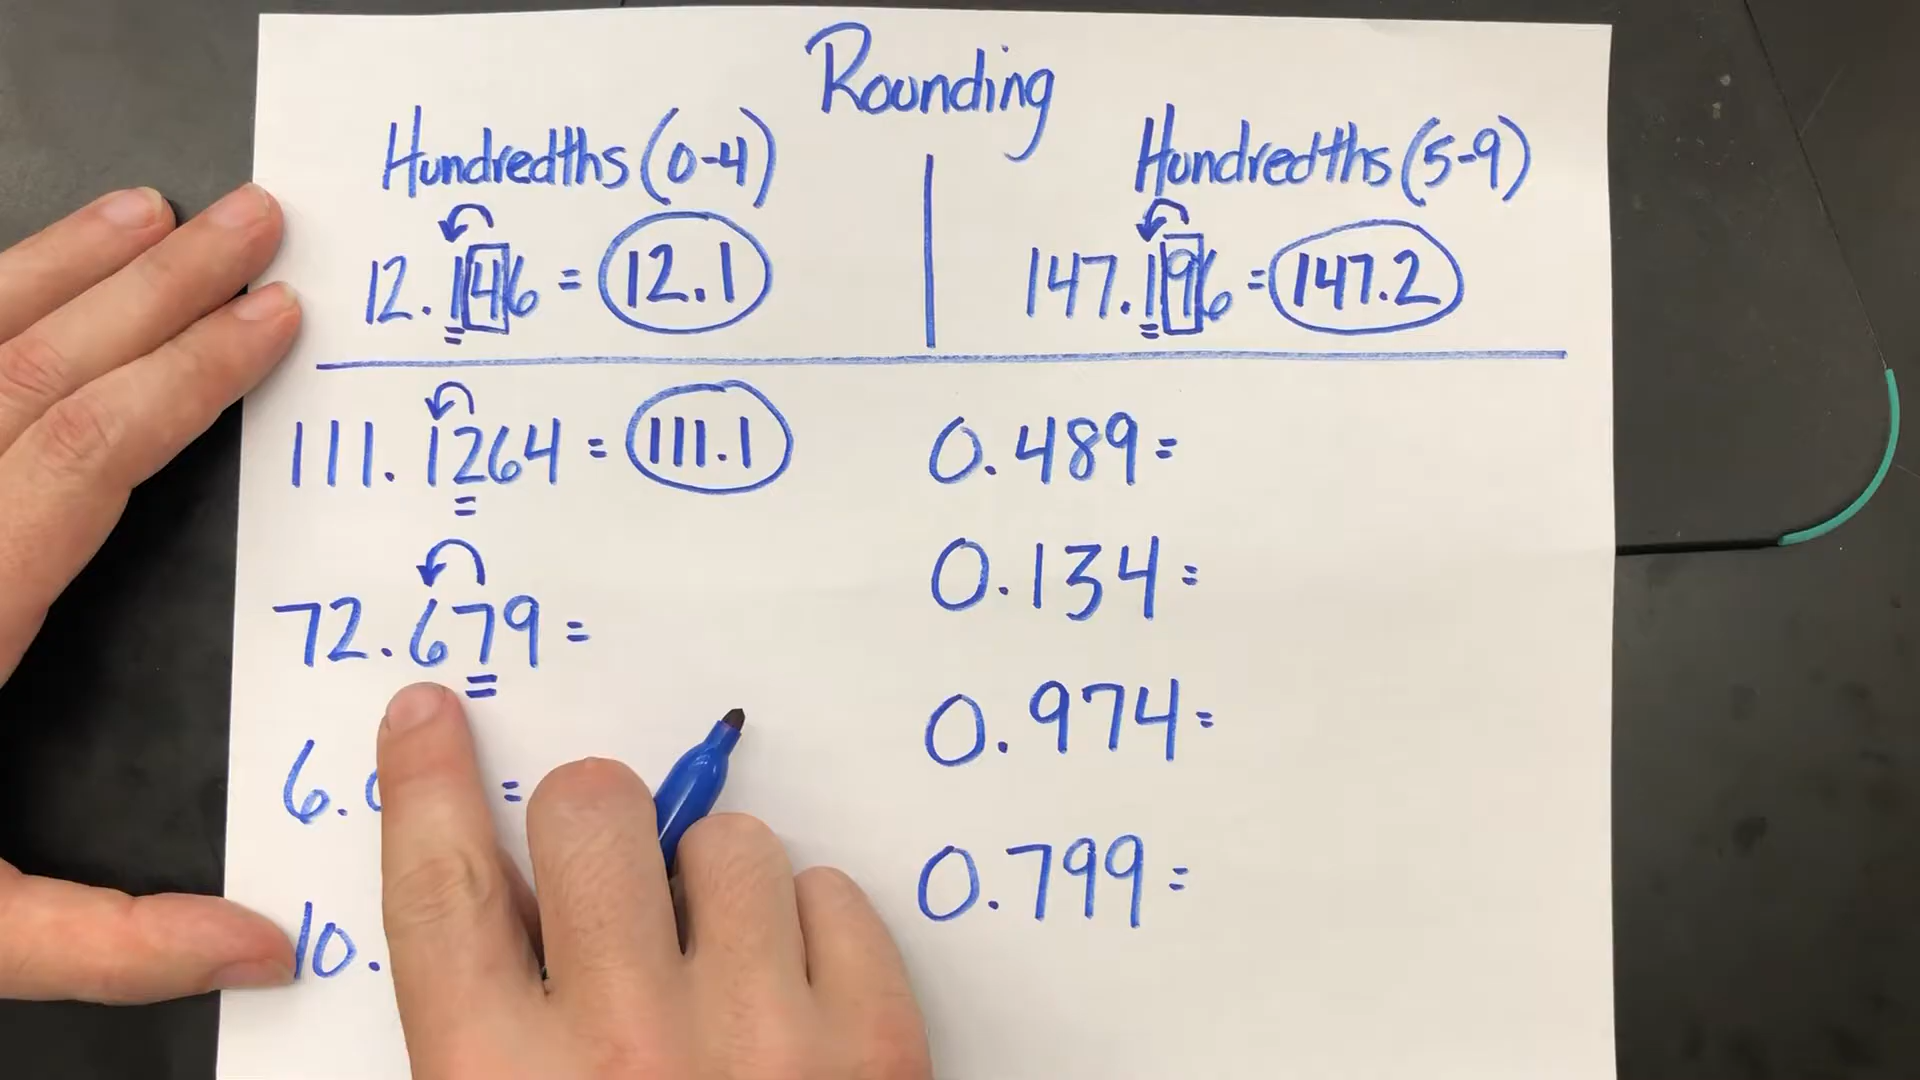 Rounding
Hundredths (0-4)
12.146 = 12.1
Hundredths (5-9)
147.196 = 147.2
111.1264 = 111.1
72.679 =
6. =
10.
0.489 =
0.134 =
0.974 =
0.799 =